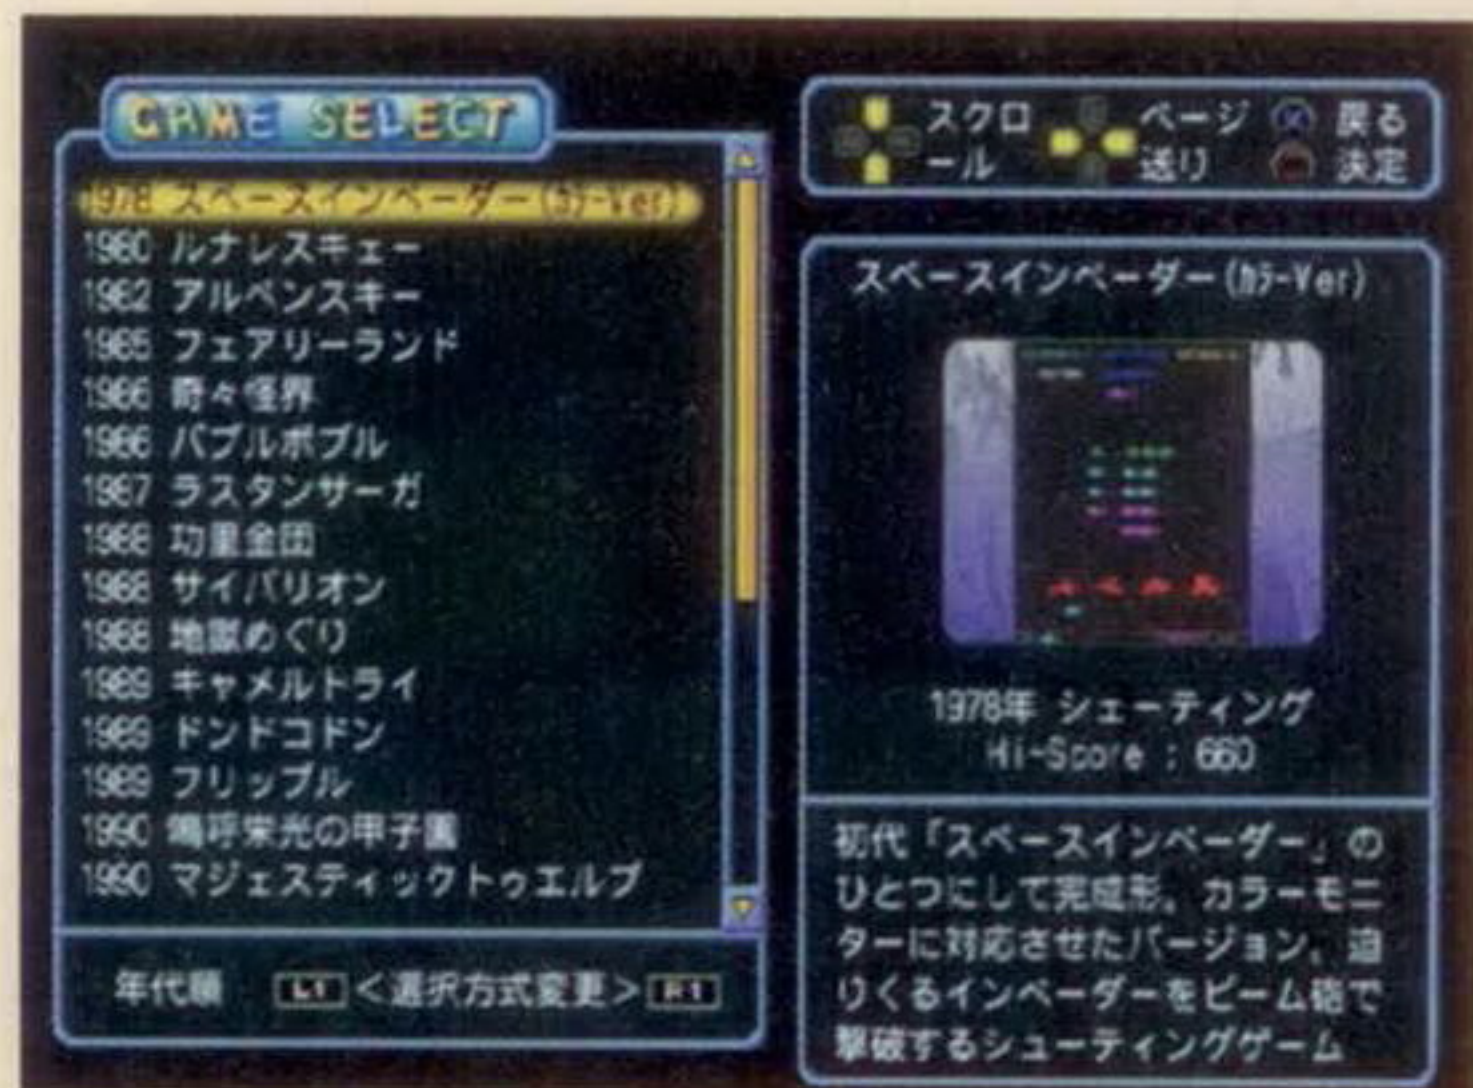 GAME SELECT
1978 スペースインベーダー(ｶﾗｰVer)
1980 ルナレスキュー
1982 アルペンスキー
1985 フェアリーランド
1986 奇々怪界
1986 バブルボブル
1987 ラスタンサーガ
1988 功里金団
1988 サイバリオン
1988 地獄めぐり
1989 キャメルトライ
1989 ドンドコドン
1989 フリップル
1990 嗚呼栄光の甲子園
1990 マジェスティックトゥエルブ
年代順 L1 <選択方式変更> R1
スクロ
ール
ページ
送り
戻る
決定
スペースインベーダー(ｶﾗｰVer)
1978年 シューティング
Hi-Score : 660
初代「スペースインベーダー」の
ひとつにして完成形。カラーモニ
ターに対応させたバージョン。迫
りくるインベーダーをビーム砲で
撃破するシューティングゲーム